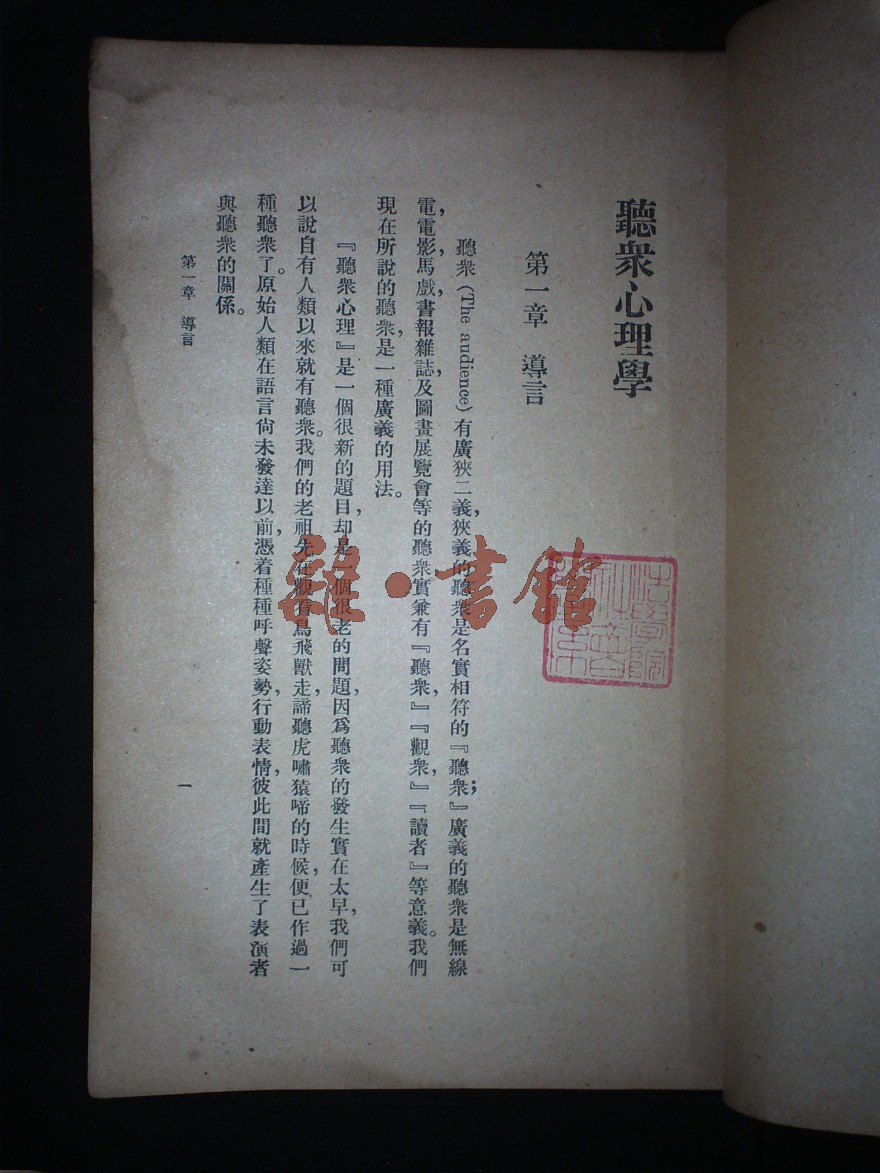 聽衆心理學
第一章　導言
聽衆(The audience)有廣狹二義，狹義的聽衆是名實相符的『聽衆；』廣義的聽衆是無線
電，電影，馬戲，書報雜誌，及圖畫展覽會等的聽衆，實兼有『聽衆，』『觀衆，』『讀者』等意義。我們
現在所說的聽衆，是一種廣義的用法。
『聽衆心理』是一個很新的題目，却是一個很老的問題，因爲聽衆的發生實在太早，我們可
以說自有人類以來就有聽衆。我們的老祖先在觀看鳥飛獸走，諦聽虎嘯猿啼的時候，便已作過一
種聽衆了。原始人類在語言尙未發達以前，憑着種種呼聲姿勢，行動表情，彼此間就產生了表演者
與聽衆的關係。
第一章　導言
一
雜·書館